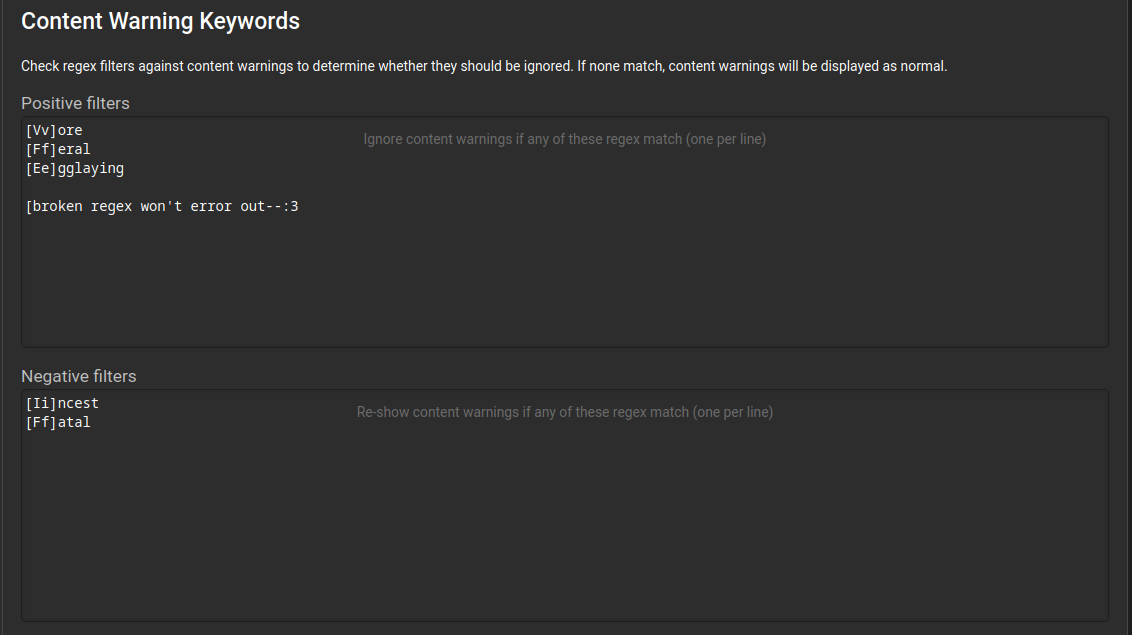 Content Warning Keywords
Check regex filters against content warnings to determine whether they should be ignored. If none match, content warnings will be displayed as normal.
Positive filters
[Vv]ore
Ignore content warnings if any of these regex match (one per line)
[Ff]eral
[Ee]gglaying
[broken regex won't error out--:3
Negative filters
[Ii]ncest
Re-show content warnings if any of these regex match (one per line)
[Ff]atal